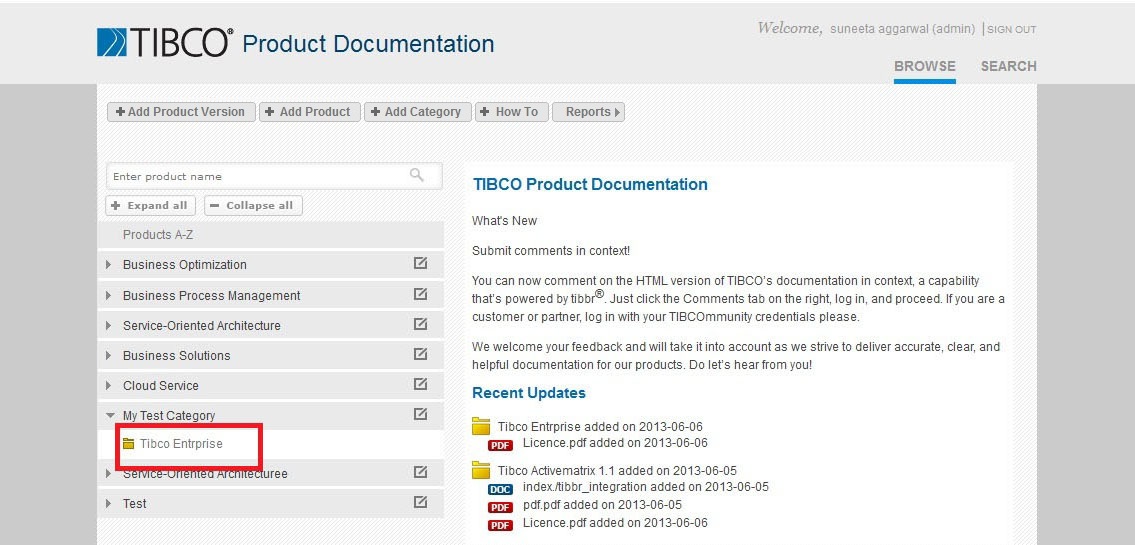 TIBCO® Product Documentation
Welcome, suneeta aggarwal (admin) | SIGN OUT
BROWSE SEARCH
+ Add Product Version + Add Product + Add Category + How To Reports
Enter product name
+ Expand all − Collapse all
Products A-Z
Business Optimization
Business Process Management
Service-Oriented Architecture
Business Solutions
Cloud Service
My Test Category
Tibco Entrprise
Service-Oriented Architecturee
Test
TIBCO Product Documentation
What's New
Submit comments in context!
You can now comment on the HTML version of TIBCO's documentation in context, a capability
that's powered by tibbr®. Just click the Comments tab on the right, log in, and proceed. If you are a
customer or partner, log in with your TIBCOmmunity credentials please.
We welcome your feedback and will take it into account as we strive to deliver accurate, clear, and
helpful documentation for our products. Do let's hear from you!
Recent Updates
Tibco Entrprise added on 2013-06-06
PDF Licence.pdf added on 2013-06-06
Tibco Activematrix 1.1 added on 2013-06-05
DOC index./tibbr_integration added on 2013-06-05
PDF pdf.pdf added on 2013-06-05
PDF Licence.pdf added on 2013-06-06